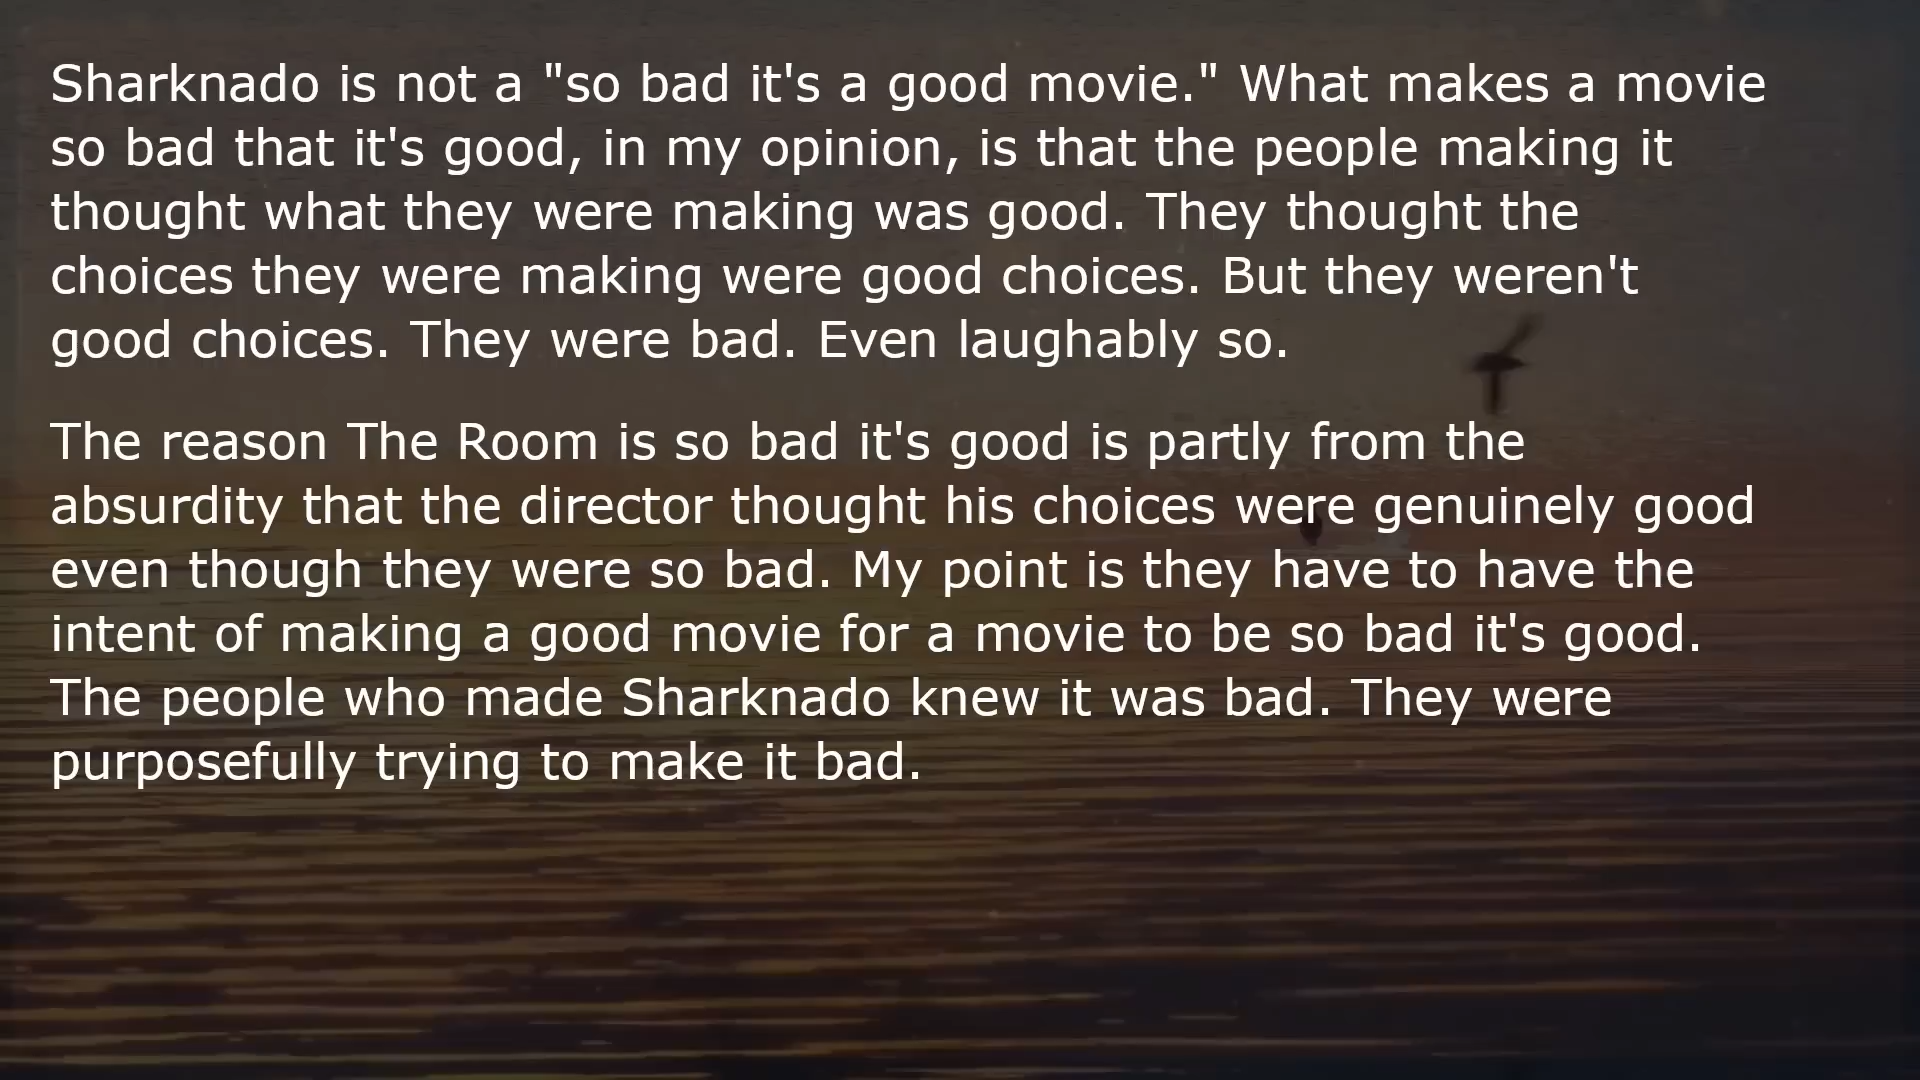 Sharknado is not a "so bad it's a good movie." What makes a movie
so bad that it's good, in my opinion, is that the people making it
thought what they were making was good. They thought the
choices they were making were good choices. But they weren't
good choices. They were bad. Even laughably so.
The reason The Room is so bad it's good is partly from the
absurdity that the director thought his choices were genuinely good
even though they were so bad. My point is they have to have the
intent of making a good movie for a movie to be so bad it's good.
The people who made Sharknado knew it was bad. They were
purposefully trying to make it bad.